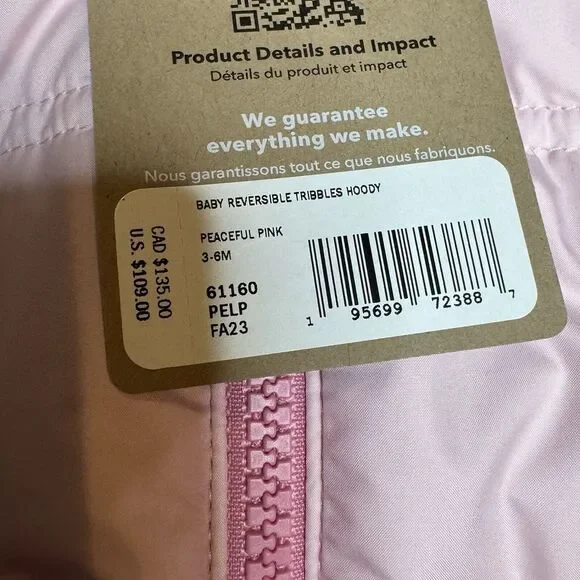 Product Details and Impact
Détails du produit et impact
We guarantee
everything we make.
Nous garantissons tout ce que nous fabriquons.
BABY REVERSIBLE TRIBBLES HOODY
PEACEFUL PINK
3-6M
61160
PELP
FA23
CAD $135.00
U.S. $109.00
1 95699 72388 7